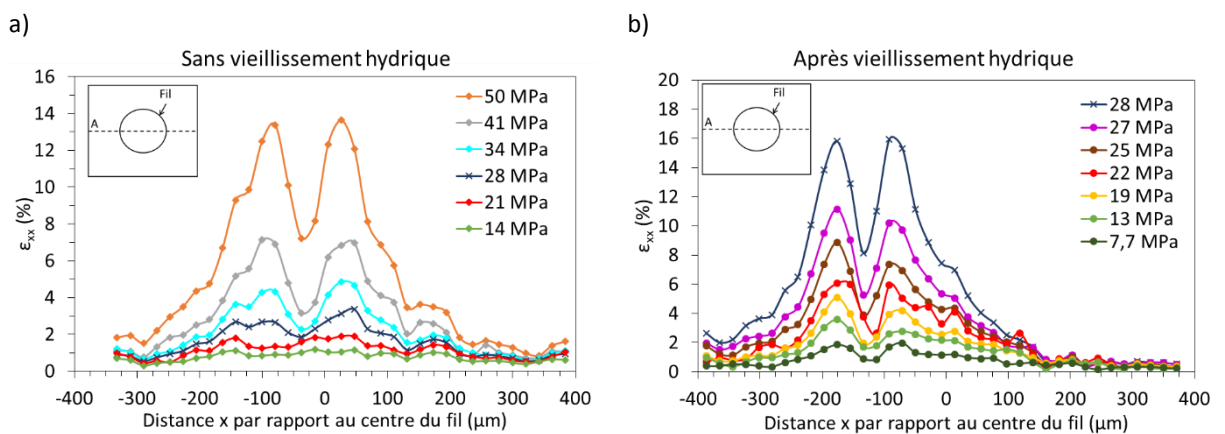 a)
Sans vieillissement hydrique
16
14
12
10
8
6
4
2
0
εxx (%)
Fil
A
50 MPa
41 MPa
34 MPa
28 MPa
21 MPa
14 MPa
-400 -300 -200 -100 0 100 200 300 400
Distance x par rapport au centre du fil (µm)
b)
Après vieillissement hydrique
20
18
16
14
12
10
8
6
4
2
0
εxx (%)
Fil
A
28 MPa
27 MPa
25 MPa
22 MPa
19 MPa
13 MPa
7,7 MPa
-400 -300 -200 -100 0 100 200 300 400
Distance x par rapport au centre du fil (µm)